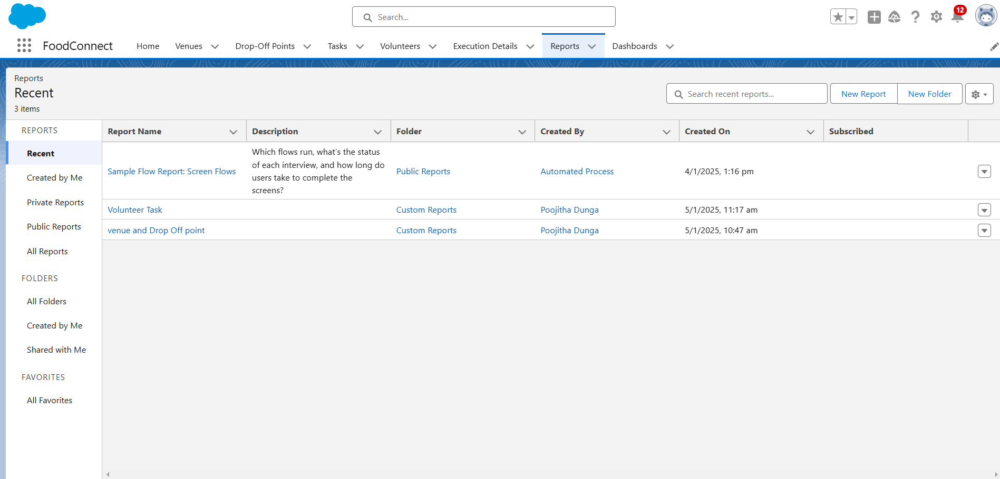 Search...
12
FoodConnect
Home
Venues
Drop-Off Points
Tasks
Volunteers
Execution Details
Reports
Dashboards
Reports
Recent
3 items
Search recent reports...
New Report
New Folder
REPORTS
Recent
Created by Me
Private Reports
Public Reports
All Reports
FOLDERS
All Folders
Created by Me
Shared with Me
FAVORITES
All Favorites
Report Name
Description
Folder
Created By
Created On
Subscribed
Sample Flow Report: Screen Flows
Which flows run, what's the status
of each interview, and how long do
users take to complete the
screens?
Public Reports
Automated Process
4/1/2025, 1:16 pm
Volunteer Task
Custom Reports
Poojitha Dunga
5/1/2025, 11:17 am
venue and Drop Off point
Custom Reports
Poojitha Dunga
5/1/2025, 10:47 am